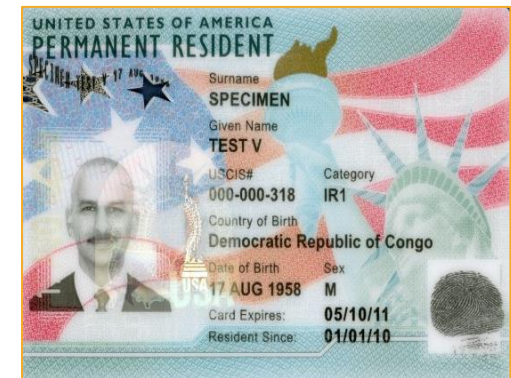 UNITED STATES OF AMERICA
PERMANENT RESIDENT
Surname
SPECIMEN
Given Name
TEST V
USCIS# Category
000-000-318 IR1
Country of Birth
Democratic Republic of Congo
Date of Birth Sex
17 AUG 1958 M
USA
Card Expires: 05/10/11
Resident Since: 01/01/10